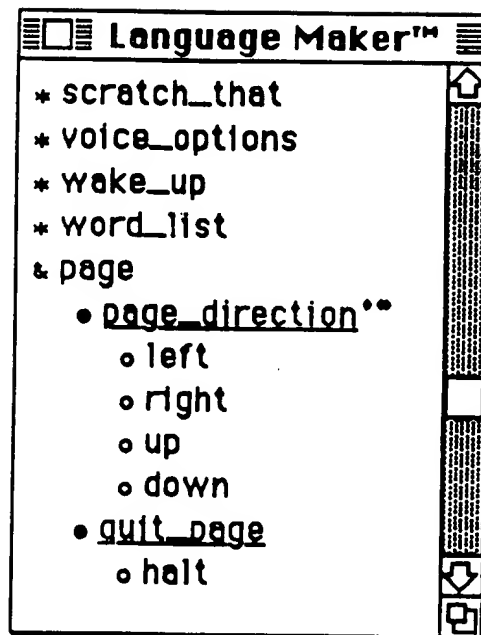 Language Maker™
* scratch_that
* voice_options
* wake_up
* word_list
& page
• page_direction
◦ left
◦ right
◦ up
◦ down
• quit_page
◦ halt